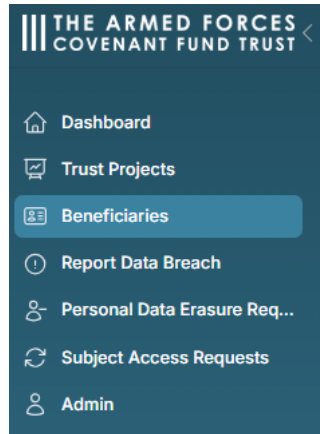 THE ARMED FORCES
COVENANT FUND TRUST
Dashboard
Trust Projects
Beneficiaries
Report Data Breach
Personal Data Erasure Req...
Subject Access Requests
Admin